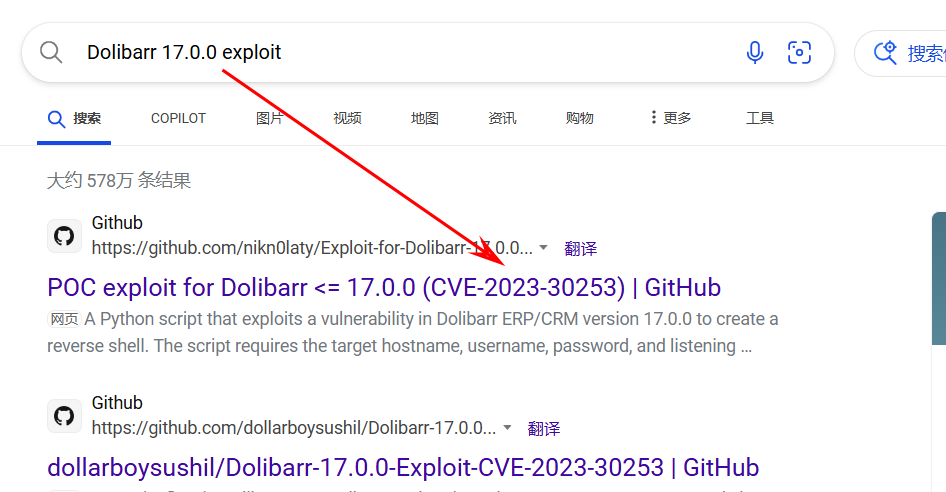 Dolibarr 17.0.0 exploit
搜索
搜索 COPILOT 图片 视频 地图 资讯 购物 更多 工具
大约 578万 条结果
Github
https://github.com/nikn0laty/Exploit-for-Dolibarr-17.0.0... 翻译
POC exploit for Dolibarr <= 17.0.0 (CVE-2023-30253) | GitHub
网页 A Python script that exploits a vulnerability in Dolibarr ERP/CRM version 17.0.0 to create a
reverse shell. The script requires the target hostname, username, password, and listening ...
Github
https://github.com/dollarboysushil/Dolibarr-17.0.0... 翻译
dollarboysushil/Dolibarr-17.0.0-Exploit-CVE-2023-30253 | GitHub